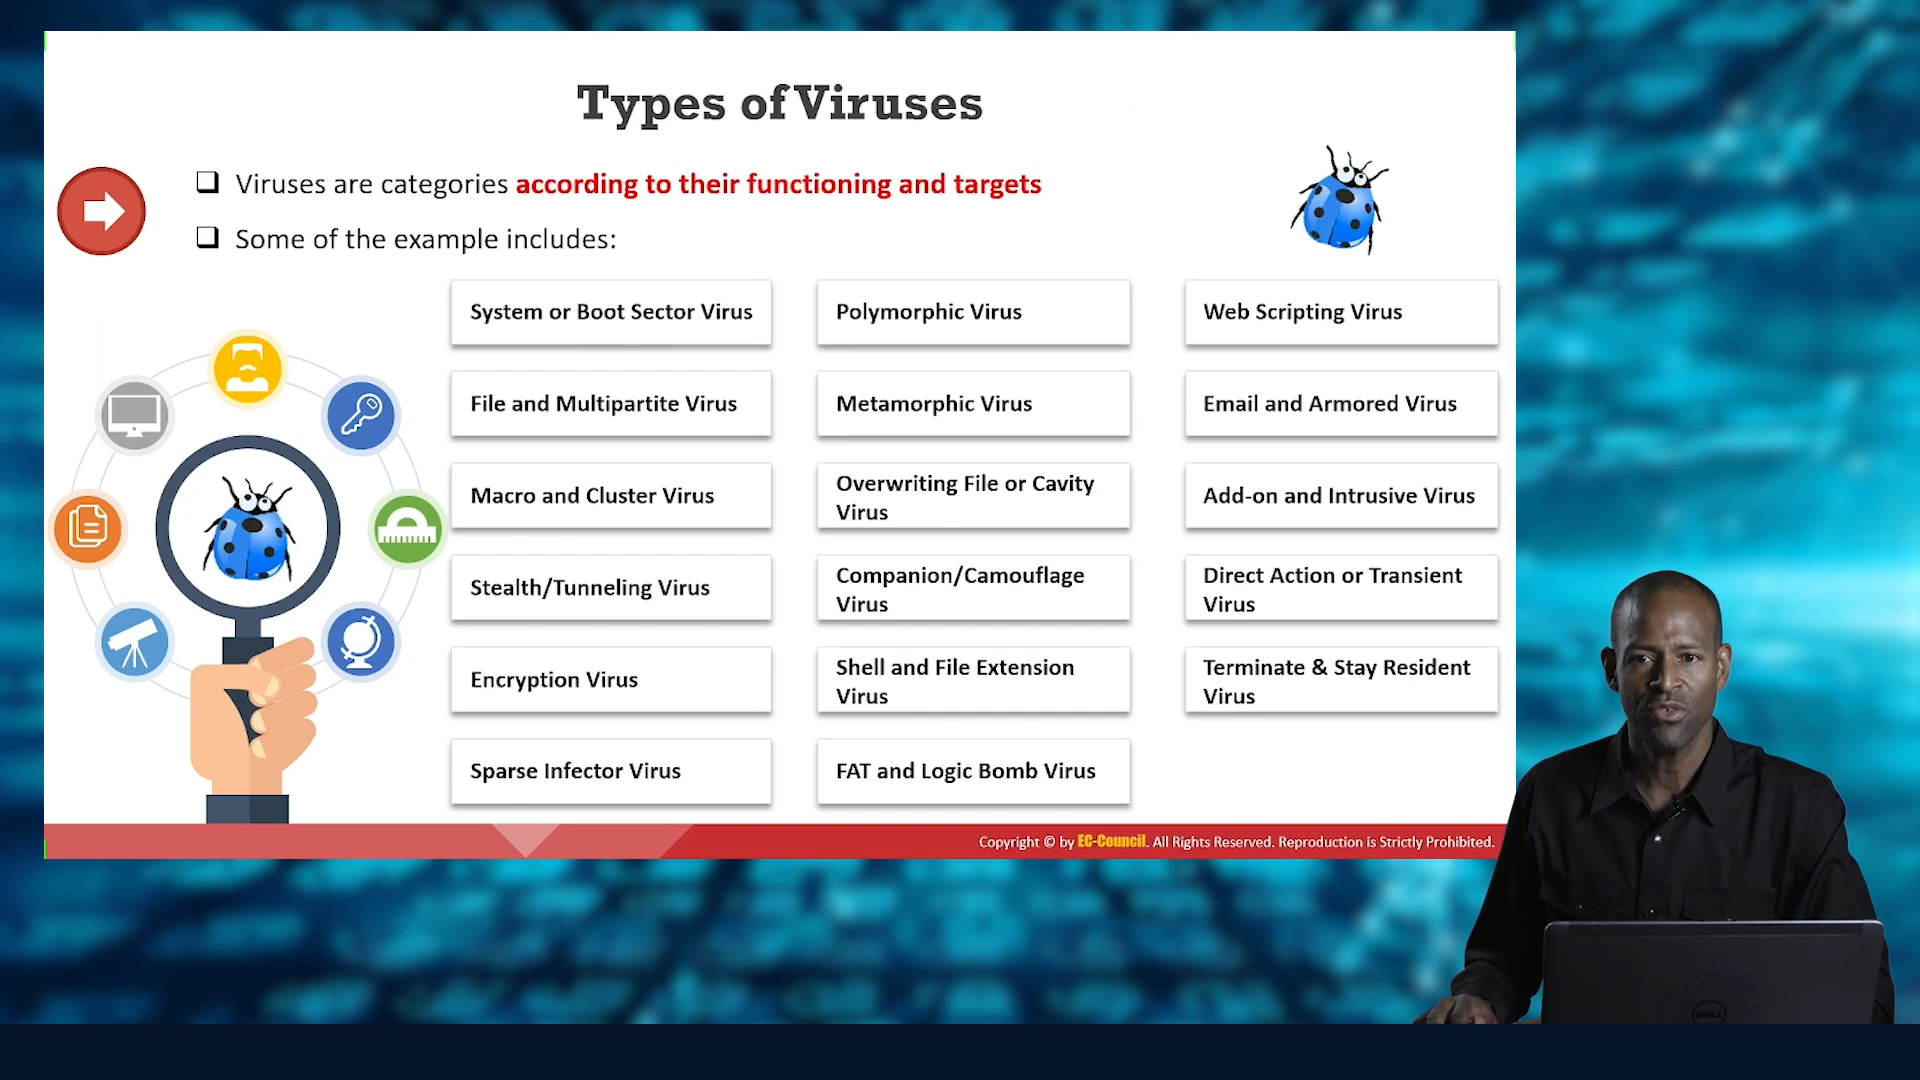 Types of Viruses
❑ Viruses are categories according to their functioning and targets
❑ Some of the example includes:
System or Boot Sector Virus
Polymorphic Virus
Web Scripting Virus
File and Multipartite Virus
Metamorphic Virus
Email and Armored Virus
Macro and Cluster Virus
Overwriting File or Cavity
Virus
Add-on and Intrusive Virus
Stealth/Tunneling Virus
Companion/Camouflage
Virus
Direct Action or Transient
Virus
Encryption Virus
Shell and File Extension
Virus
Terminate & Stay Resident
Virus
Sparse Infector Virus
FAT and Logic Bomb Virus
Copyright © by EC-Council. All Rights Reserved. Reproduction is Strictly Prohibited.
DELL